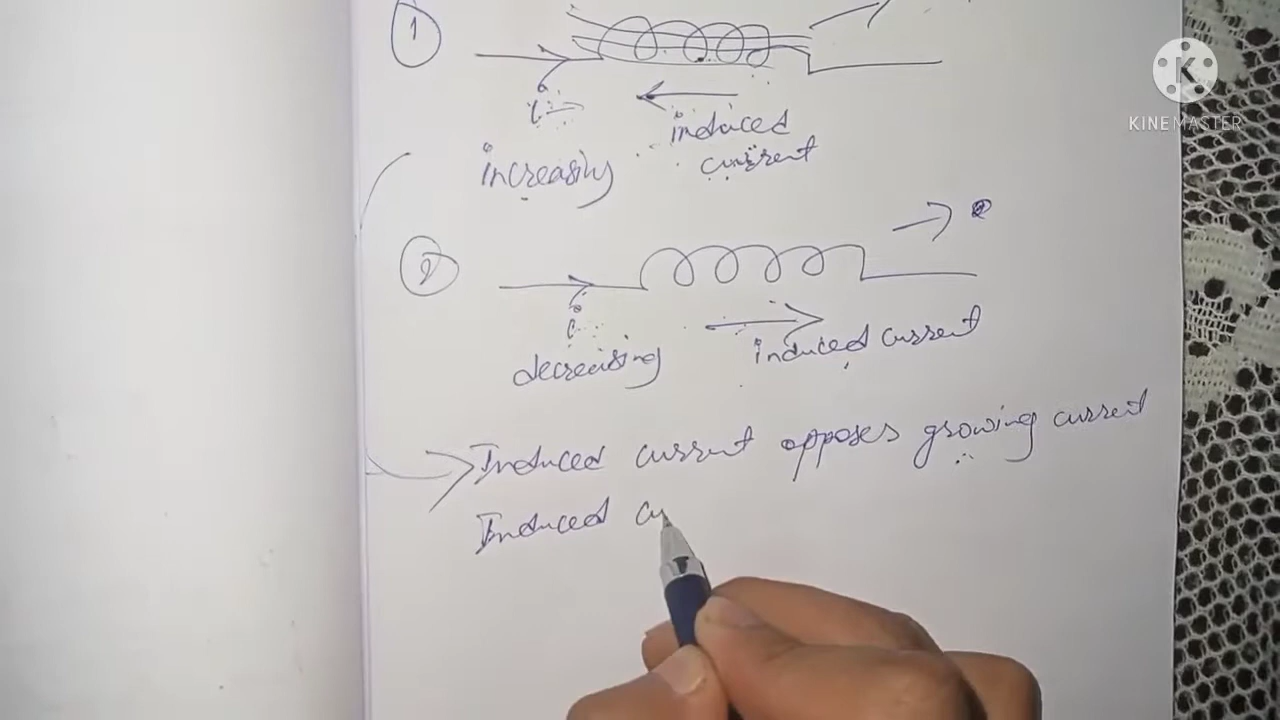 1
K
KINEMASTER
i
induced
current
increasing
2
i
decreasing
induced current
Induced current opposes growing current
Induced cu